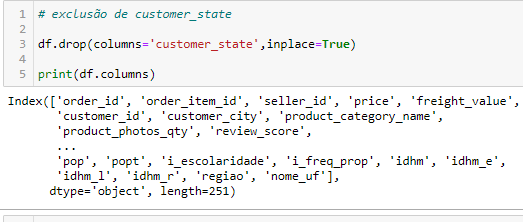 1 # exclusão de customer_state
2
3 df.drop(columns='customer_state',inplace=True)
4
5 print(df.columns)
Index(['order_id', 'order_item_id', 'seller_id', 'price', 'freight_value',
'customer_id', 'customer_city', 'product_category_name',
'product_photos_qty', 'review_score',
...
'pop', 'popt', 'i_escolaridade', 'i_freq_prop', 'idhm', 'idhm_e',
'idhm_l', 'idhm_r', 'regiao', 'nome_uf'],
dtype='object', length=251)